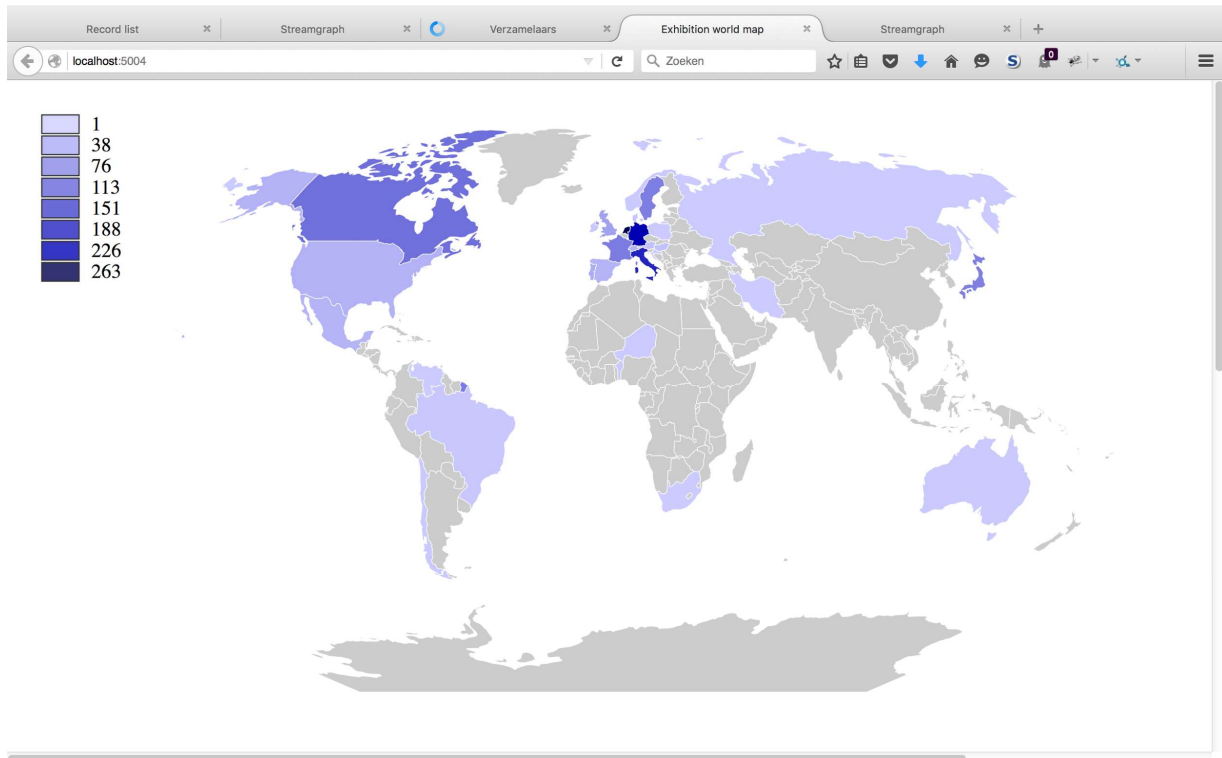 Record list
Streamgraph
Verzamelaars
Exhibition world map
Streamgraph
localhost:5004
Zoeken
S
0
1
38
76
113
151
188
226
263